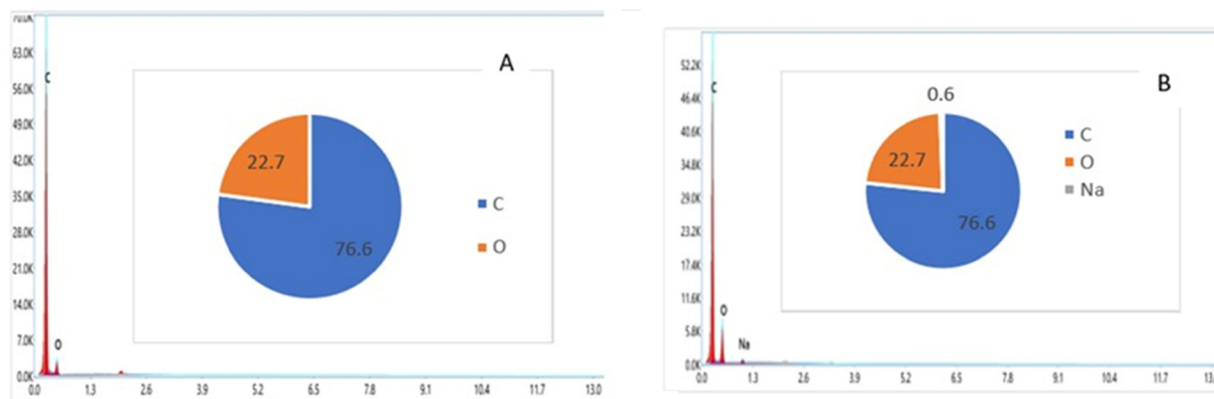 70.0K
63.0K
56.0K
49.0K
42.0K
35.0K
28.0K
21.0K
14.0K
7.0K
0.0K
C
O
0.0 1.3 2.6 3.9 5.2 6.5 7.8 9.1 10.4 11.7 13.0
A
22.7
76.6
C
O
52.2K
46.4K
40.6K
34.8K
29.0K
23.2K
17.4K
11.6K
5.8K
0.0K
C
O
Na
0.0 1.3 2.6 3.9 5.2 6.5 7.8 9.1 10.4 11.7
B
0.6
22.7
76.6
C
O
Na